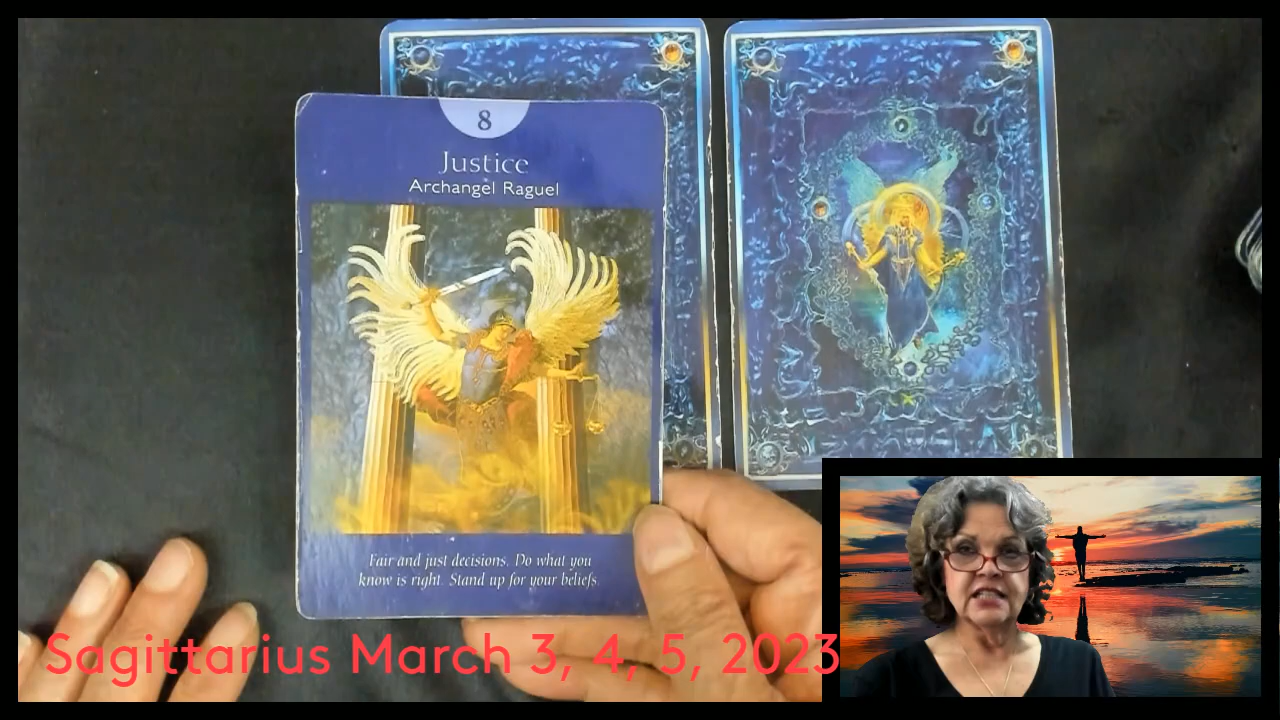 8
Justice
Archangel Raguel
Fair and just decisions. Do what you
know is right. Stand up for your beliefs.
Sagittarius March 3, 4, 5, 2023